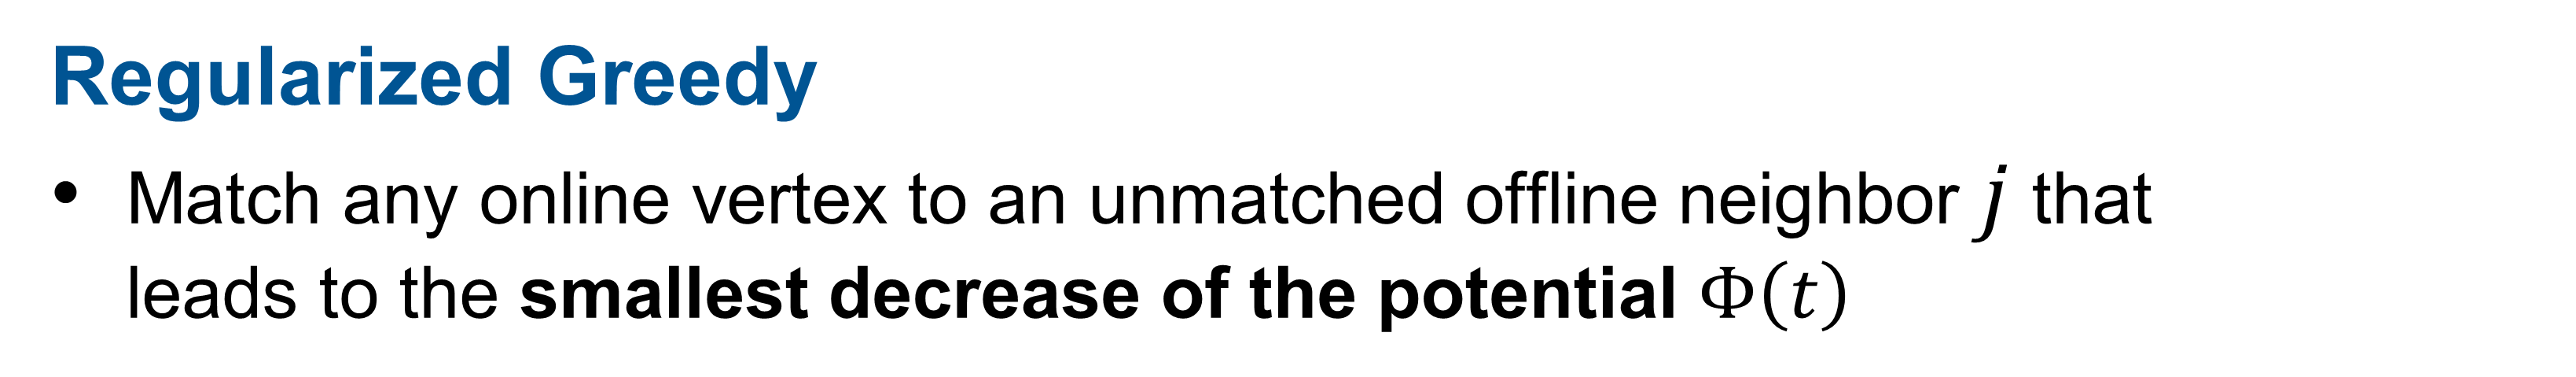 Regularized Greedy
• Match any online vertex to an unmatched offline neighbor j that
leads to the smallest decrease of the potential Φ(t)